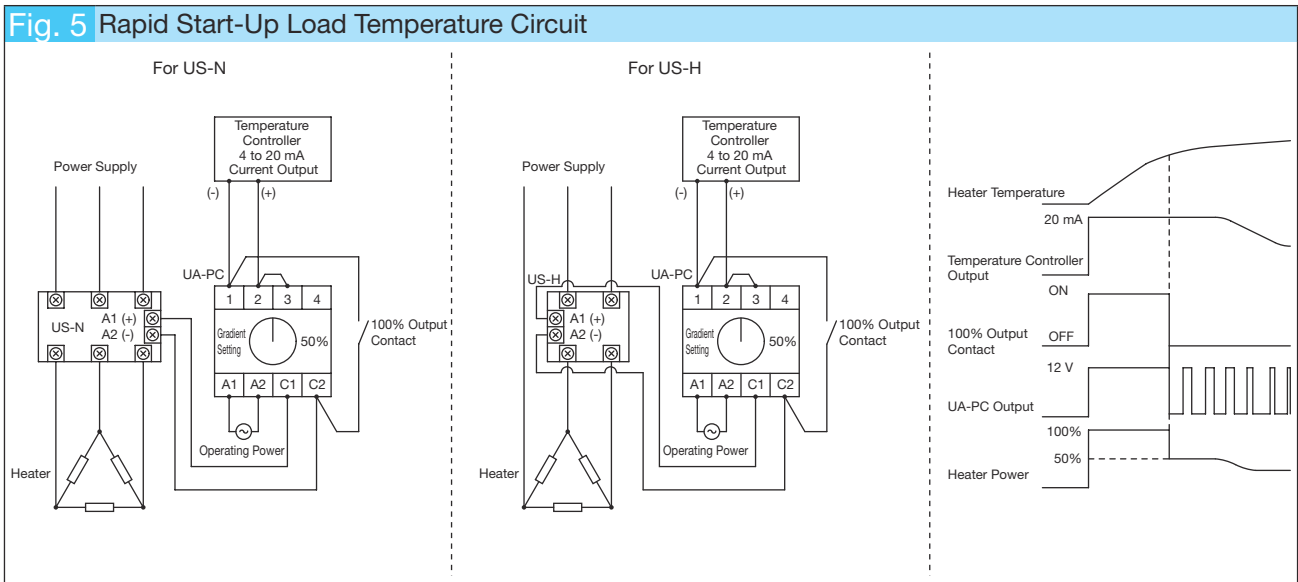 Fig. 5 Rapid Start-Up Load Temperature Circuit
For US-N
Temperature
Controller
4 to 20 mA
Current Output
Power Supply
(-)
(+)
UA-PC
1 2 3 4
US-N
A1 (+)
A2 (-)
Gradient
Setting
50%
100% Output
Contact
A1 A2 C1 C2
Operating Power
Heater
For US-H
Temperature
Controller
4 to 20 mA
Current Output
Power Supply
(-)
(+)
US-H
UA-PC
1 2 3 4
A1 (+)
A2 (-)
Gradient
Setting
50%
100% Output
Contact
A1 A2 C1 C2
Operating Power
Heater
Heater Temperature
20 mA
Temperature Controller
Output
ON
100% Output
Contact
OFF
12 V
UA-PC Output
100%
50%
Heater Power